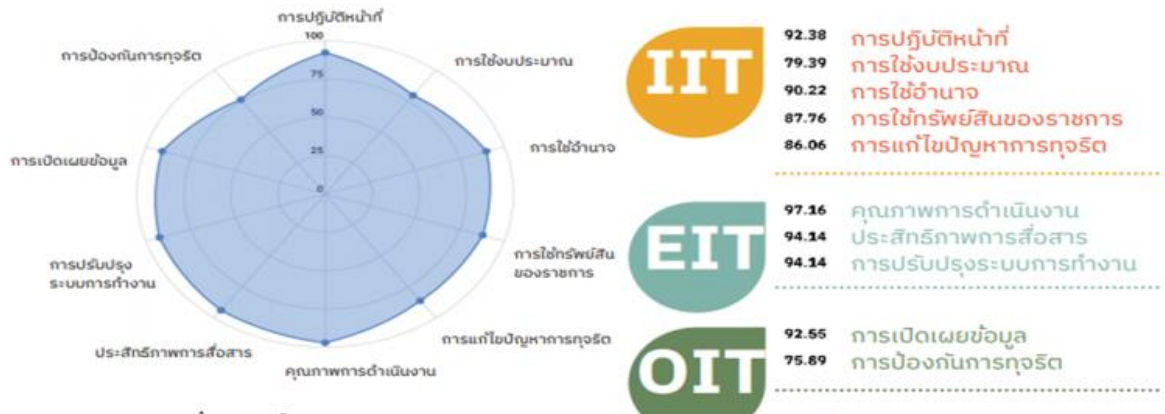 การปฏิบัติหน้าที่
100
การป้องกันการทุจริต
การใช้งบประมาณ
75
50
การเปิดเผยข้อมูล
การใช้อำนาจ
25
0
การปรับปรุง
ระบบการทำงาน
การใช้ทรัพย์สิน
ของราชการ
ประสิทธิภาพการสื่อสาร
การแก้ไขปัญหาการทุจริต
คุณภาพการดำเนินงาน
IIT
92.38 การปฏิบัติหน้าที่
79.39 การใช้งบประมาณ
90.22 การใช้อำนาจ
87.76 การใช้ทรัพย์สินของราชการ
86.06 การแก้ไขปัญหาการทุจริต
EIT
97.16 คุณภาพการดำเนินงาน
94.14 ประสิทธิภาพการสื่อสาร
94.14 การปรับปรุงระบบการทำงาน
OIT
92.55 การเปิดเผยข้อมูล
75.89 การป้องกันการทุจริต